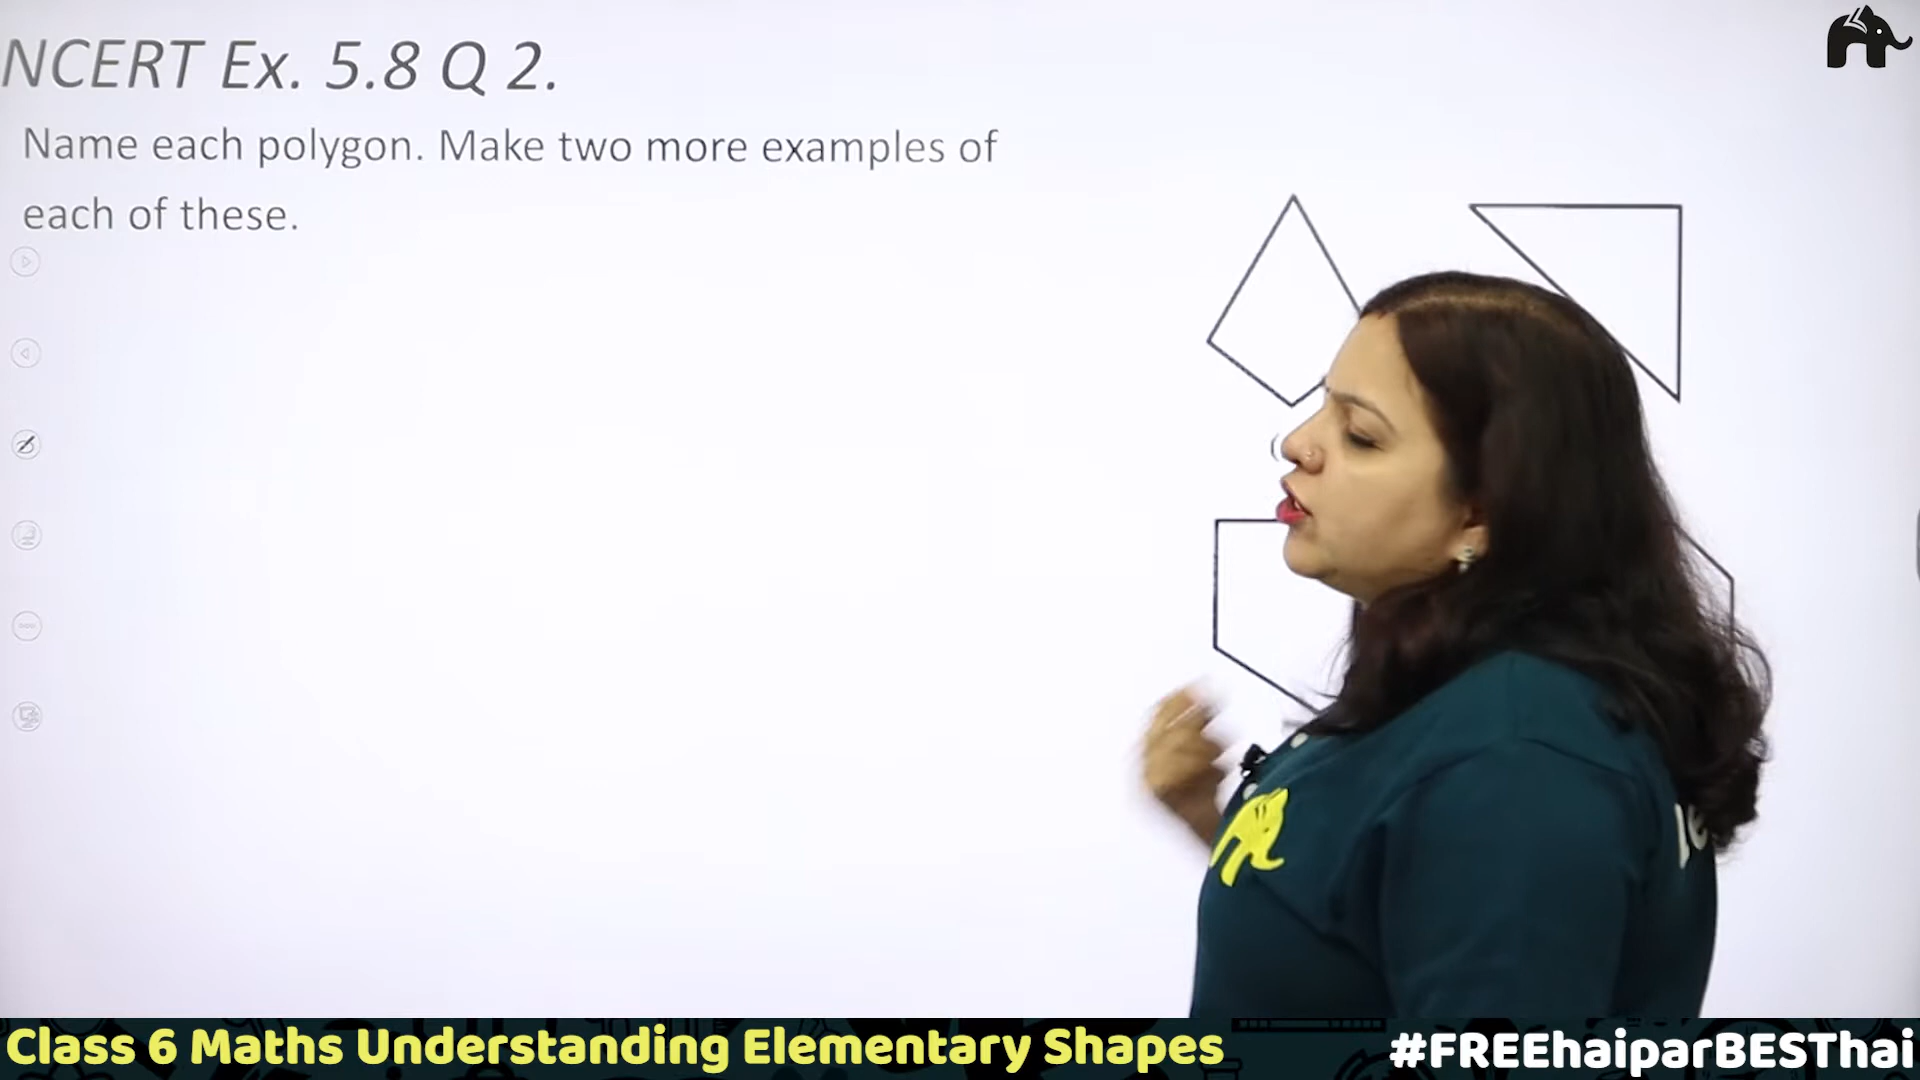 NCERT Ex. 5.8 Q 2.
Name each polygon. Make two more examples of
each of these.
Class 6 Maths Understanding Elementary Shapes
#FREEhaiparBESThai